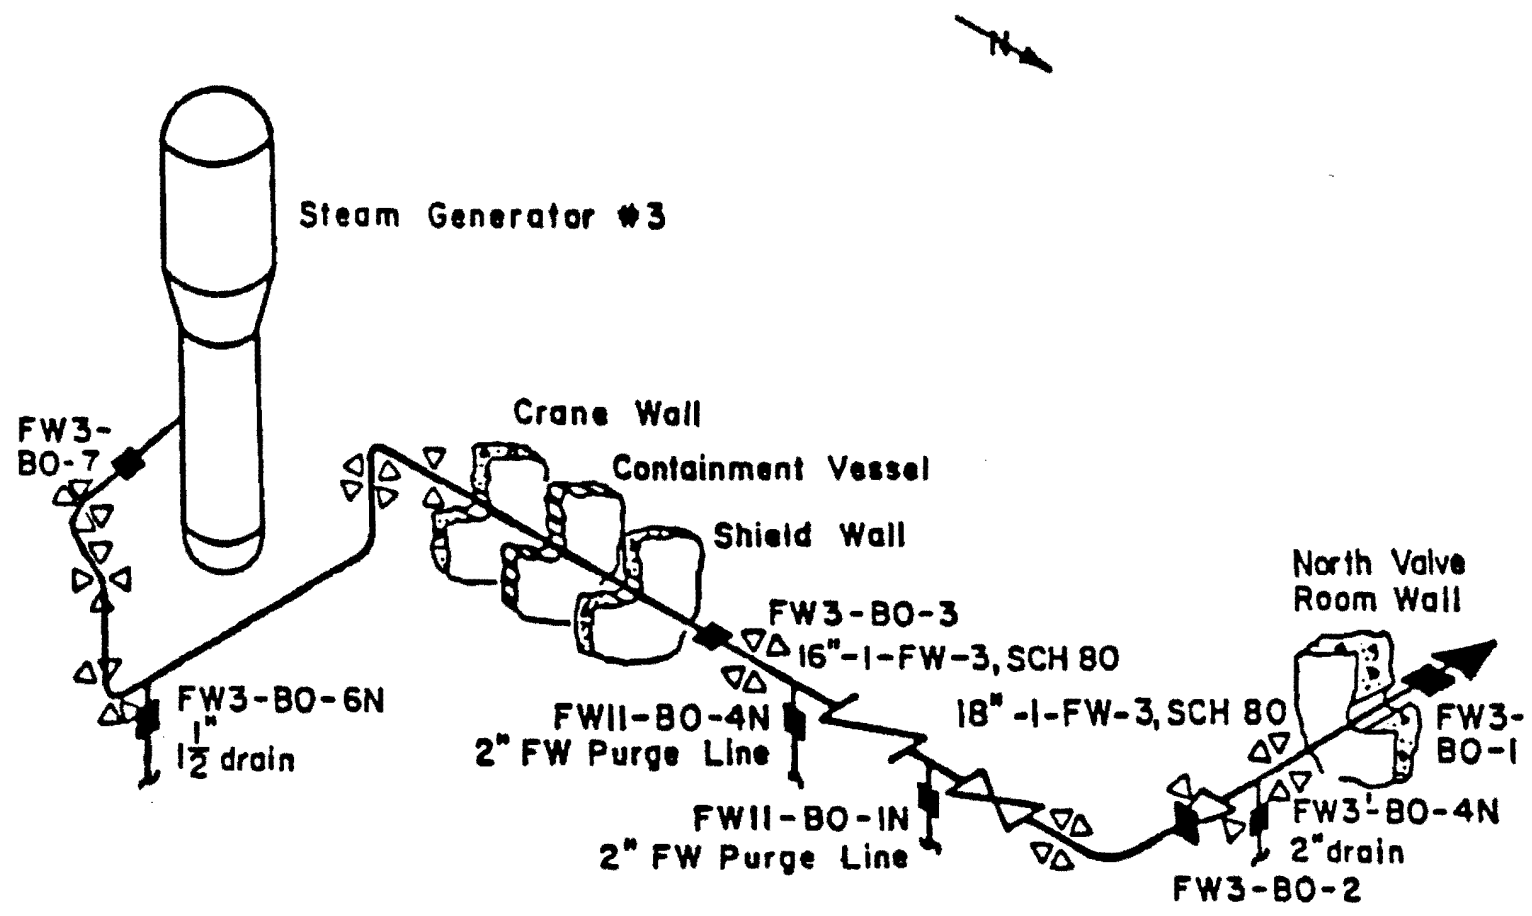 N
Steam Generator #3
Crane Wall
FW3-
BO-7
Containment Vessel
Shield Wall
North Valve
Room Wall
FW3-BO-3
16"-1-FW-3, SCH 80
FW3-BO-6N
1 1/2" drain
FW11-BO-4N
2" FW Purge Line
18"-1-FW-3, SCH 80
FW3-
BO-1
FW11-BO-1N
2" FW Purge Line
FW3-BO-4N
2" drain
FW3-BO-2